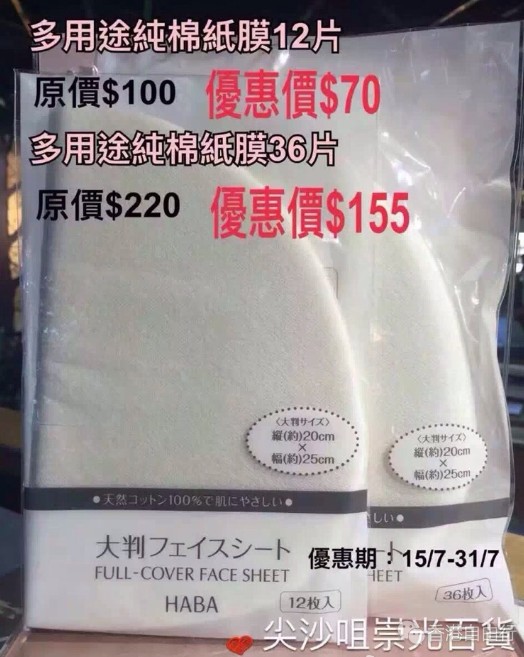 多用途純棉紙膜12片
原價$100 優惠價$70
多用途純棉紙膜36片
原價$220 優惠價$155
〈大判サイズ〉
縦(約)20cm
×
幅(約)25cm
〈大判サイズ〉
縦(約)20cm
×
幅(約)25cm
●天然コットン100%で肌にやさしい●
しい●
大判フェイスシート
ート
優惠期：15/7-31/7
FULL-COVER FACE SHEET
SHEET
HABA
12枚入
36枚入
尖沙咀崇光百貨